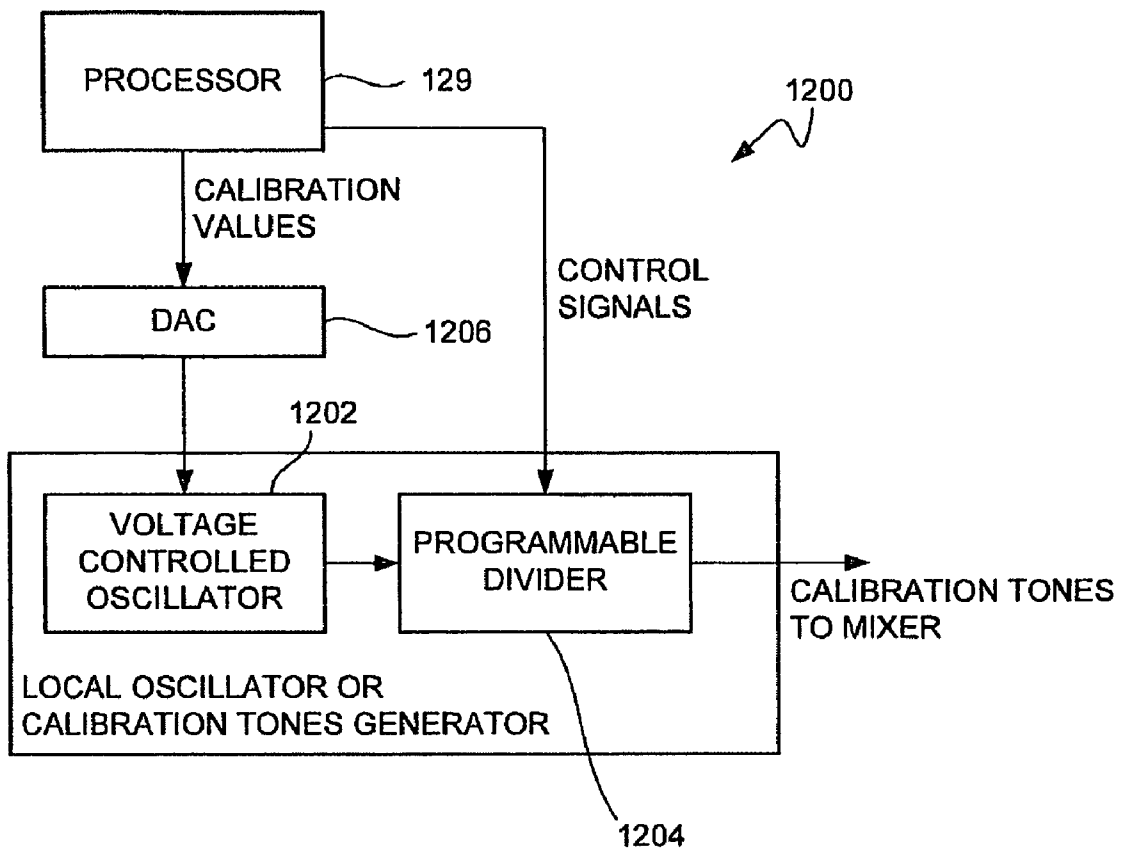 PROCESSOR
129
1200
CALIBRATION
VALUES
CONTROL
SIGNALS
DAC
1206
1202
VOLTAGE
CONTROLLED
OSCILLATOR
PROGRAMMABLE
DIVIDER
CALIBRATION TONES
TO MIXER
LOCAL OSCILLATOR OR
CALIBRATION TONES GENERATOR
1204